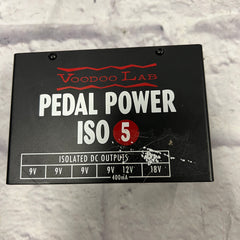 VOODOO LAB
PEDAL POWER
ISO 5
ISOLATED DC OUTPUTS
9V 9V 9V 9V 12V 18V
400mA